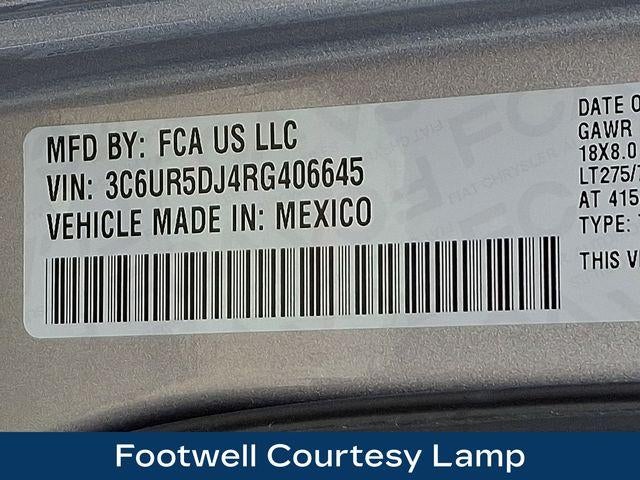 MFD BY: FCA US LLC
VIN: 3C6UR5DJ4RG406645
VEHICLE MADE IN: MEXICO
DATE O
GAWR
18X8.0
LT275/7
AT 415
TYPE:
THIS V
Footwell Courtesy Lamp